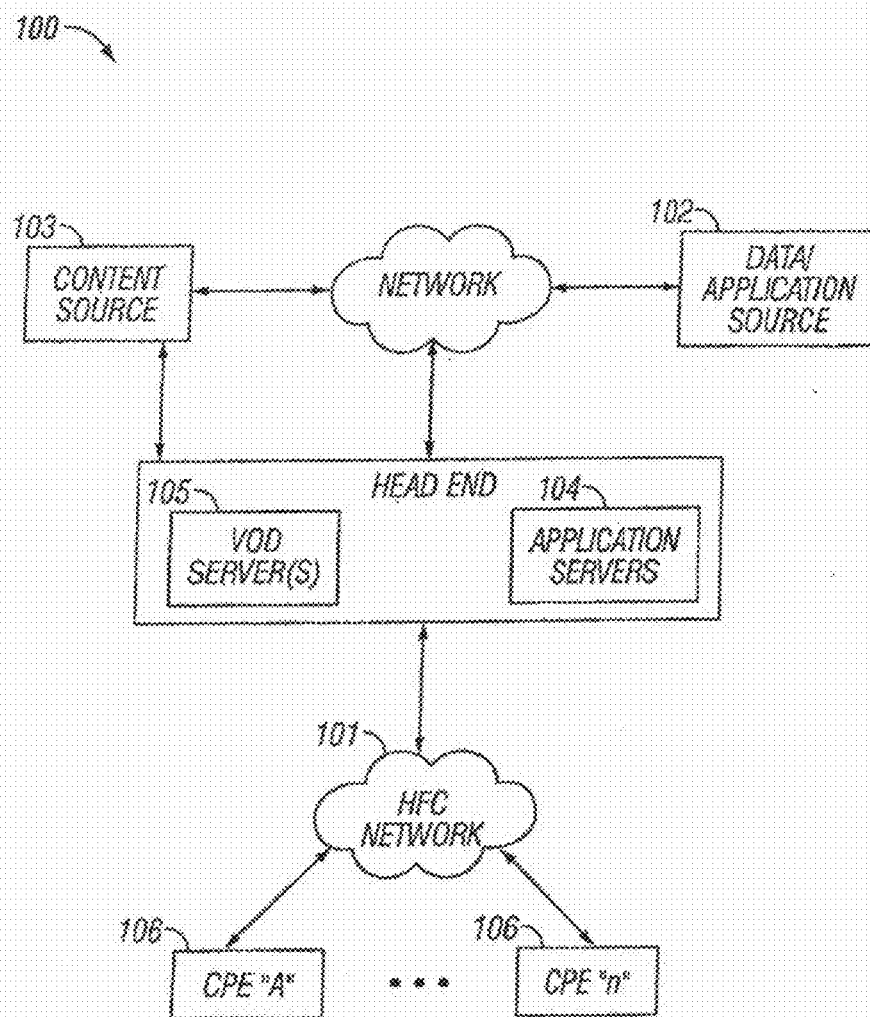 100
103
CONTENT
SOURCE
NETWORK
102
DATA/
APPLICATION
SOURCE
HEAD END
105
VOD
SERVER(S)
104
APPLICATION
SERVERS
101
HFC
NETWORK
106
CPE "A"
• • •
106
CPE "n"